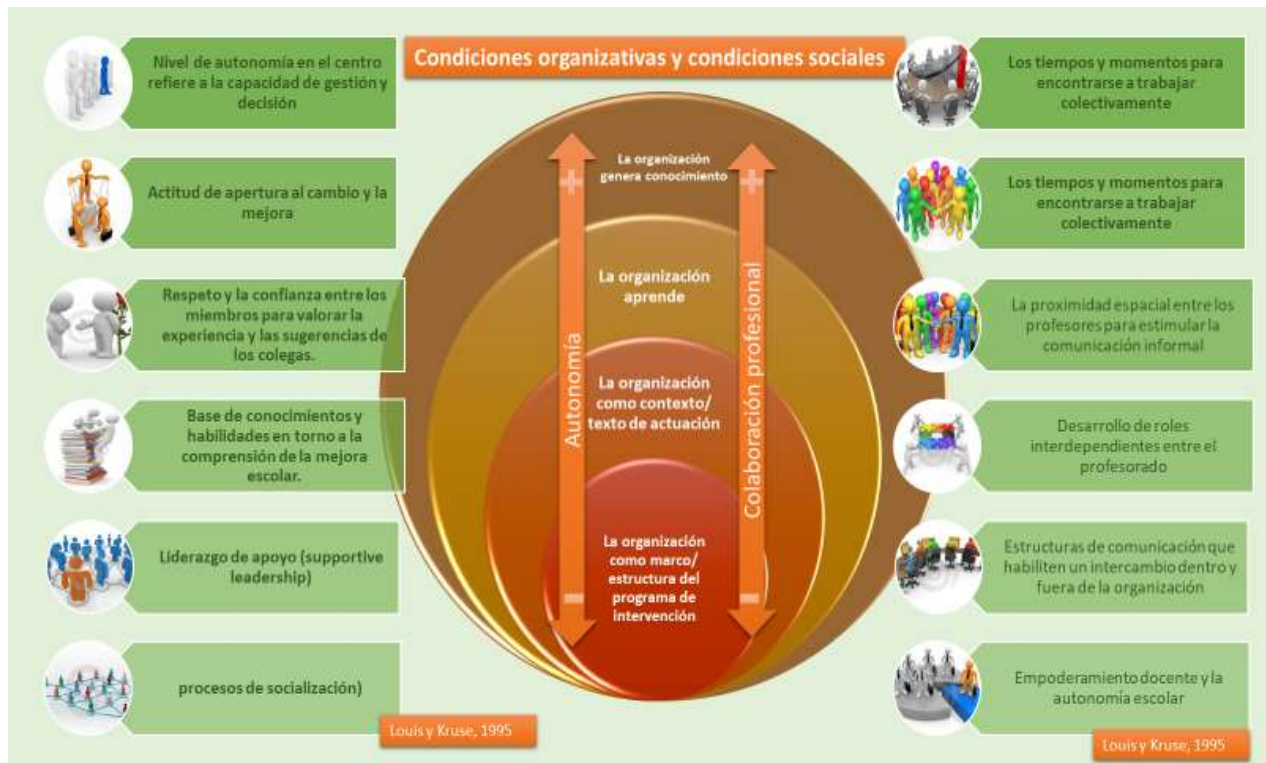 Condiciones organizativas y condiciones sociales
Nivel de autonomía en el centro
refiere a la capacidad de gestión y
decisión
Actitud de apertura al cambio y la
mejora
Respeto y la confianza entre los
miembros para valorar la
experiencia y las sugerencias de
los colegas.
Base de conocimientos y
habilidades en torno a la
comprensión de la mejora
escolar.
Liderazgo de apoyo (supportive
leadership)
procesos de socialización)
Louis y Kruse, 1995
La organización
genera conocimiento
La organización
aprende
La organización
como contexto/
texto de actuación
La organización
como marco/
estructura del
programa de
intervención
+
Autonomía
-
+
Colaboración profesional
-
Los tiempos y momentos para
encontrarse a trabajar
colectivamente
Los tiempos y momentos para
encontrarse a trabajar
colectivamente
La proximidad espacial entre los
profesores para estimular la
comunicación informal
Desarrollo de roles
interdependientes entre el
profesorado
Estructuras de comunicación que
habiliten un intercambio dentro y
fuera de la organización
Empoderamiento docente y la
autonomía escolar
Louis y Kruse, 1995